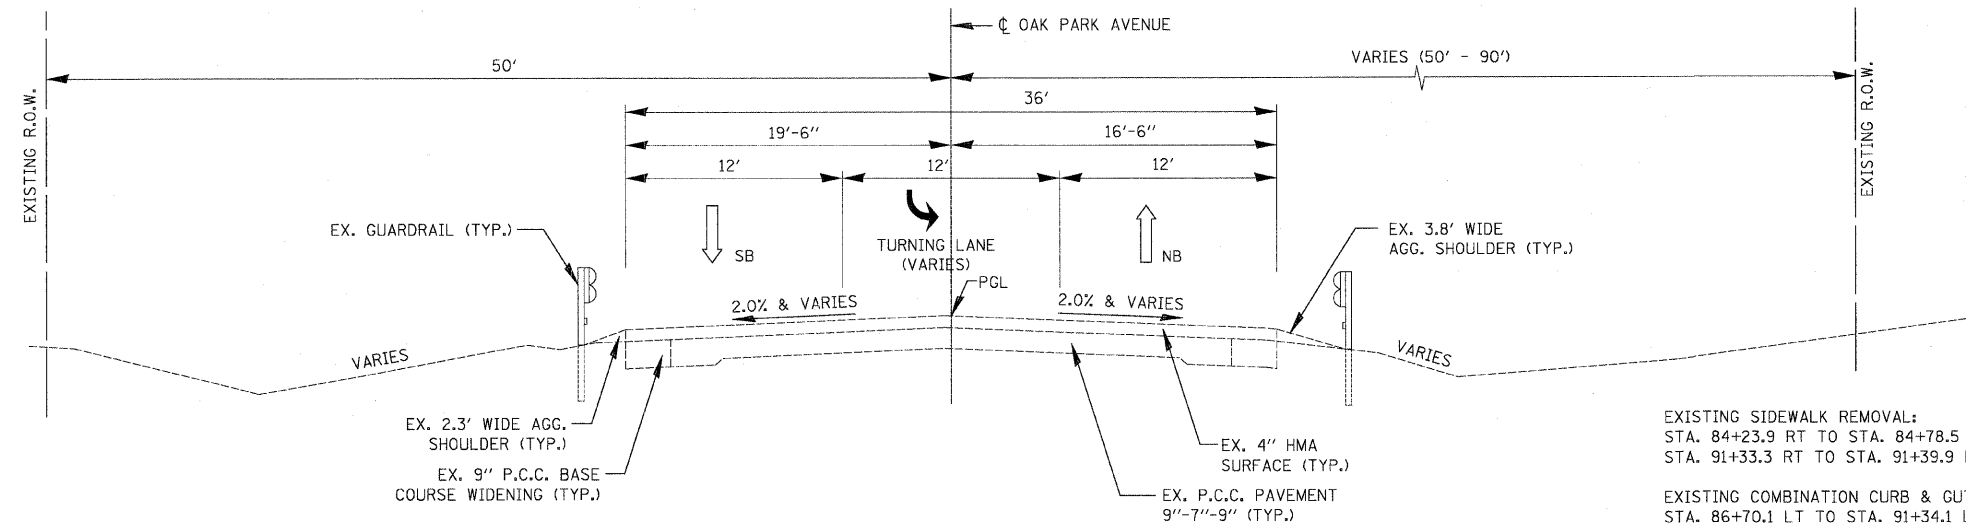 ℄ OAK PARK AVENUE
50'
VARIES (50' - 90')
EXISTING R.O.W.
EXISTING R.O.W.
36'
19'-6"
16'-6"
12'
12'
12'
EX. GUARDRAIL (TYP.)
SB
TURNING LANE
(VARIES)
NB
EX. 3.8' WIDE
AGG. SHOULDER (TYP.)
PGL
2.0% & VARIES
2.0% & VARIES
VARIES
VARIES
EX. 2.3' WIDE AGG.
SHOULDER (TYP.)
EX. 9" P.C.C. BASE
COURSE WIDENING (TYP.)
EX. 4" HMA
SURFACE (TYP.)
EX. P.C.C. PAVEMENT
9"-7"-9" (TYP.)
EXISTING SIDEWALK REMOVAL:
STA. 84+23.9 RT TO STA. 84+78.5
STA. 91+33.3 RT TO STA. 91+39.9
EXISTING COMBINATION CURB & GU
STA. 86+70.1 LT TO STA. 91+34.1 L